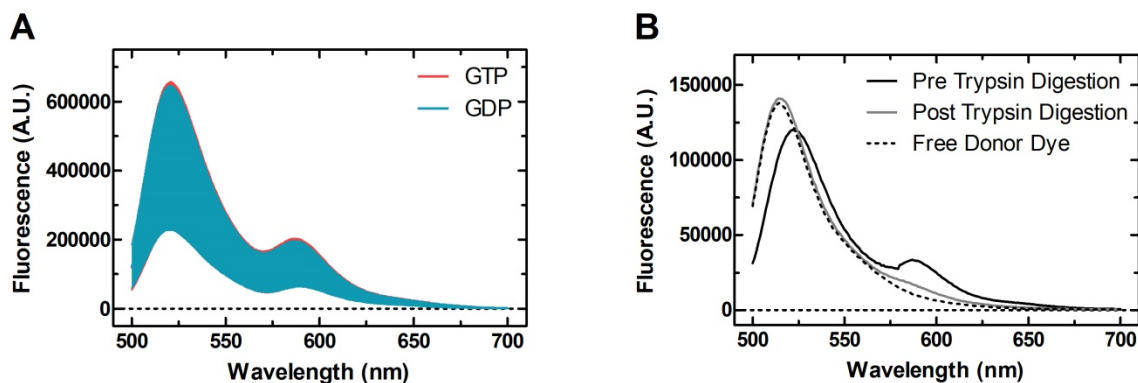 A
Fluorescence (A.U.)
600000
400000
200000
0
500
550
600
650
700
Wavelength (nm)
GTP
GDP
B
Fluorescence (A.U.)
150000
100000
50000
0
500
550
600
650
700
Wavelength (nm)
Pre Trypsin Digestion
Post Trypsin Digestion
Free Donor Dye